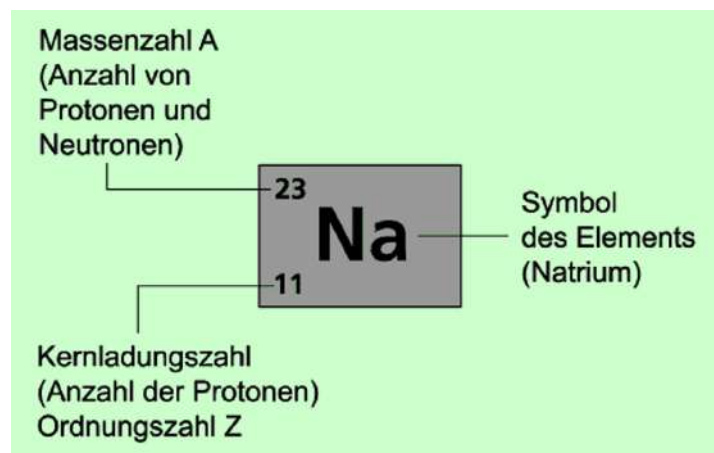 Massenzahl A
(Anzahl von
Protonen und
Neutronen)
23
Na
11
Symbol
des Elements
(Natrium)
Kernladungszahl
(Anzahl der Protonen)
Ordnungszahl Z